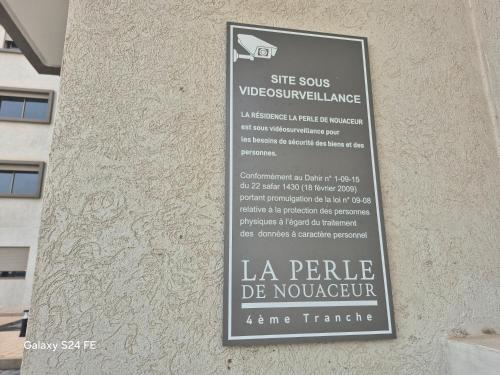 SITE SOUS
VIDEOSURVEILLANCE
LA RÉSIDENCE LA PERLE DE NOUACEUR
est sous vidéosurveillance pour
les besoins de sécurité des biens et des
personnes.
Conformément au Dahir n° 1-09-15
du 22 safar 1430 (18 février 2009)
portant promulgation de la loi n° 09-08
relative à la protection des personnes
physiques à l'égard du traitement
des données à caractère personnel
LA PERLE
DE NOUACEUR
4ème Tranche
Galaxy S24 FE